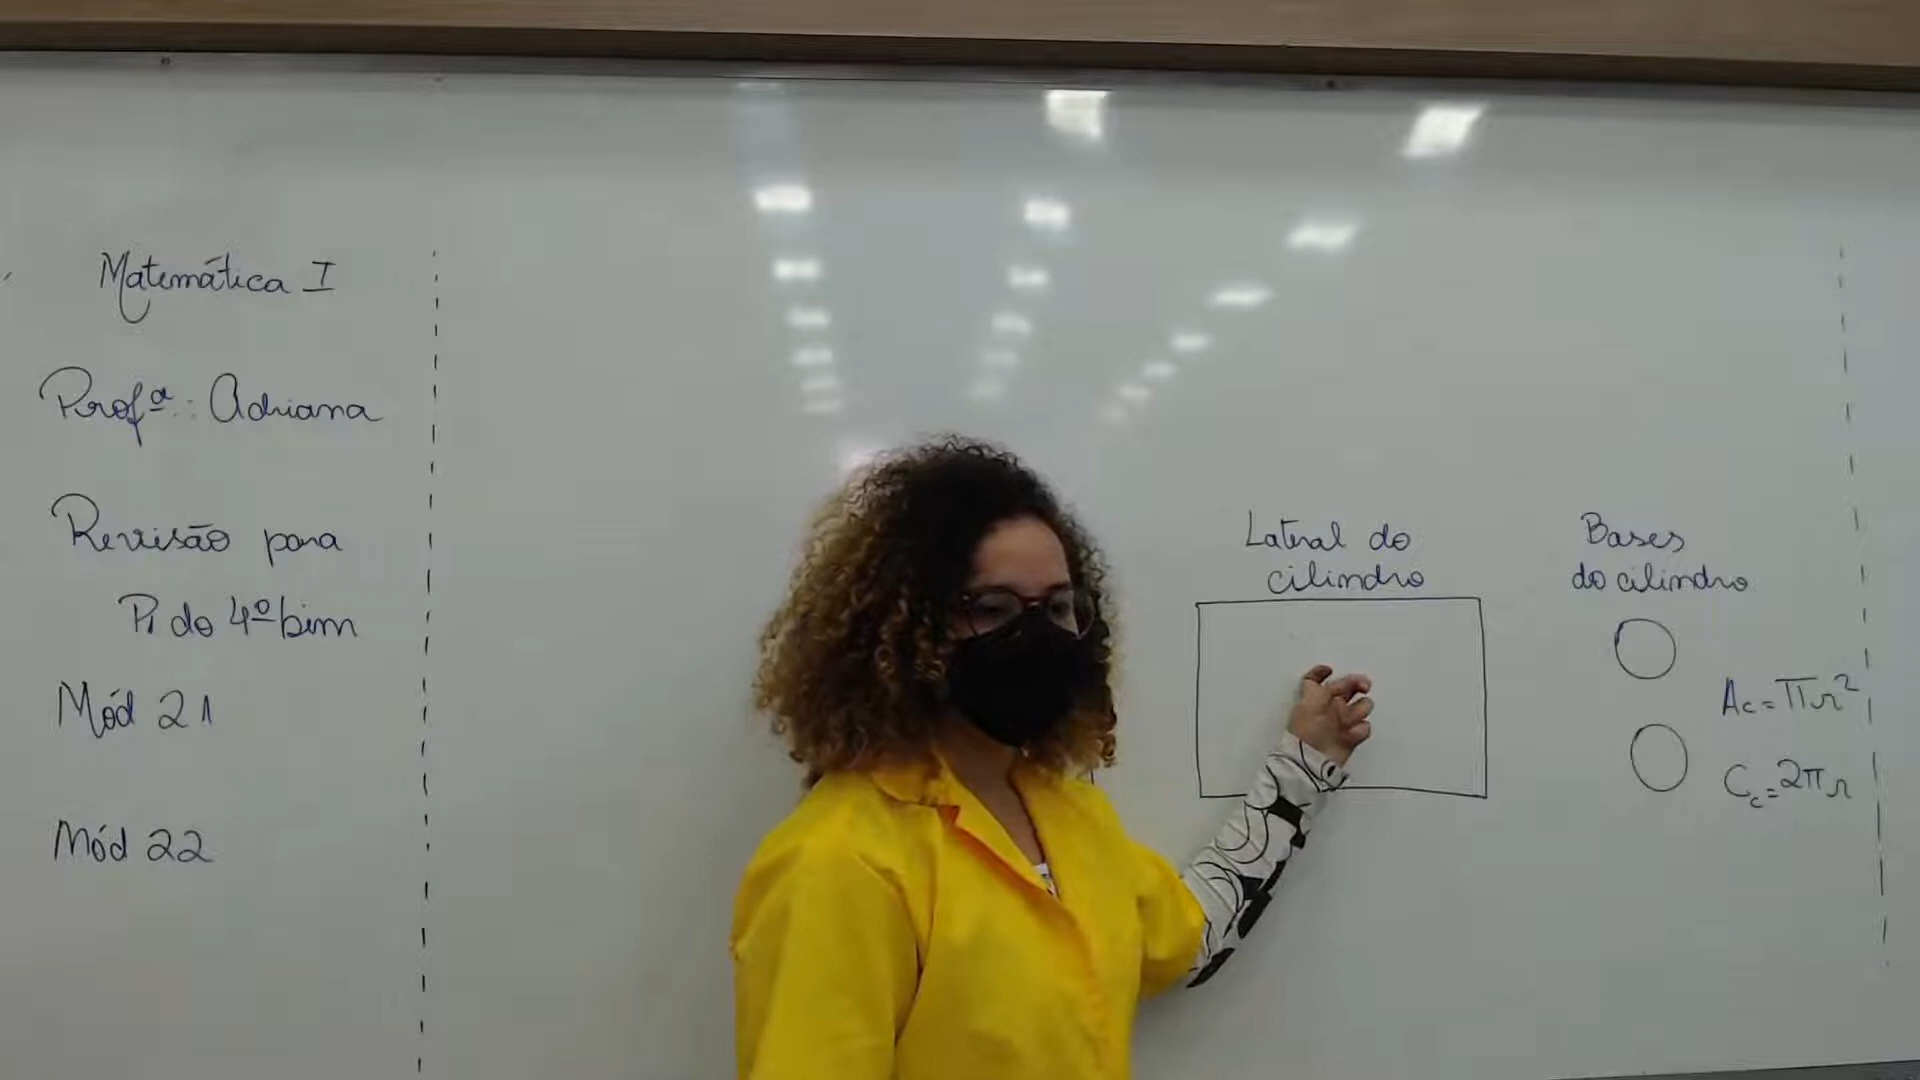 Matemática I
Profª.: Adriana
Revisão para
P1 do 4º bim
Mód 21
Mód 22
Lateral do
cilindro
Bases
do cilindro
Ac = πr²
Cc = 2πr